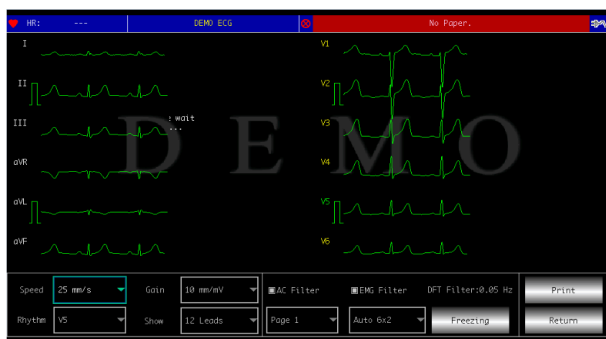 HR: --- DEMO ECG No Paper.
I V1
II V2
III : wait V3
...
DEMO
aVR V4
aVL V5
aVF V6
Speed 25 mm/s Gain 10 mm/mV AC Filter EMG Filter DFT Filter:0.05 Hz Print
Rhythm V5 Show 12 Leads Page 1 Auto 6x2 Freezing Return